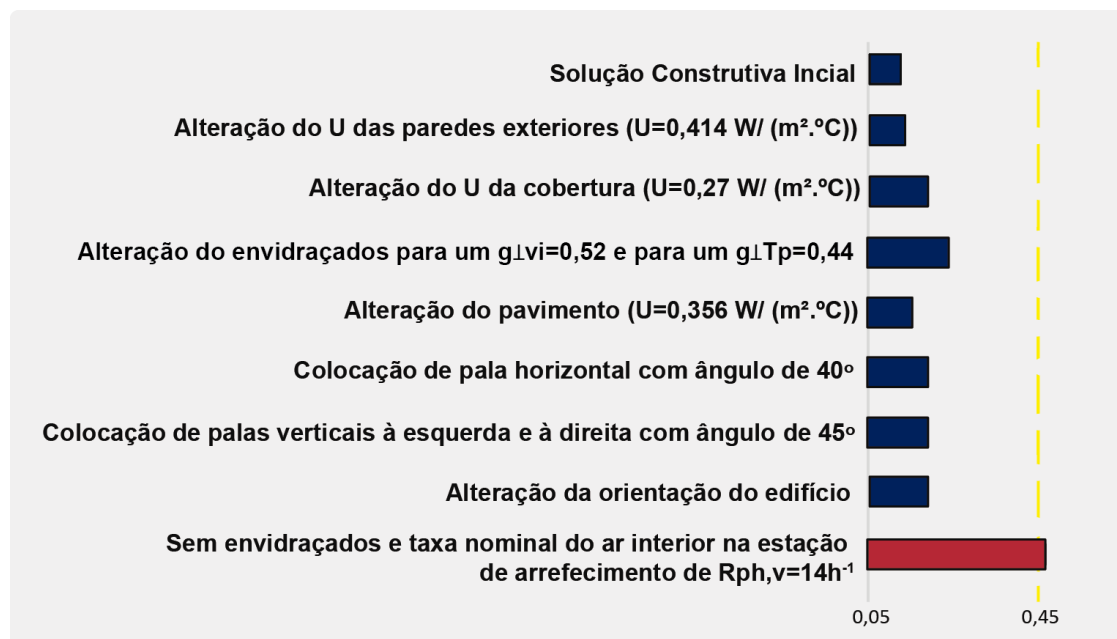 Solução Construtiva Incial
Alteração do U das paredes exteriores (U=0,414 W/ (m².ºC))
Alteração do U da cobertura (U=0,27 W/ (m².ºC))
Alteração do envidraçados para um g⊥vi=0,52 e para um g⊥Tp=0,44
Alteração do pavimento (U=0,356 W/ (m².ºC))
Colocação de pala horizontal com ângulo de 40º
Colocação de palas verticais à esquerda e à direita com ângulo de 45º
Alteração da orientação do edifício
Sem envidraçados e taxa nominal do ar interior na estação
de arrefecimento de Rph,v=14h⁻¹
0,05 0,45